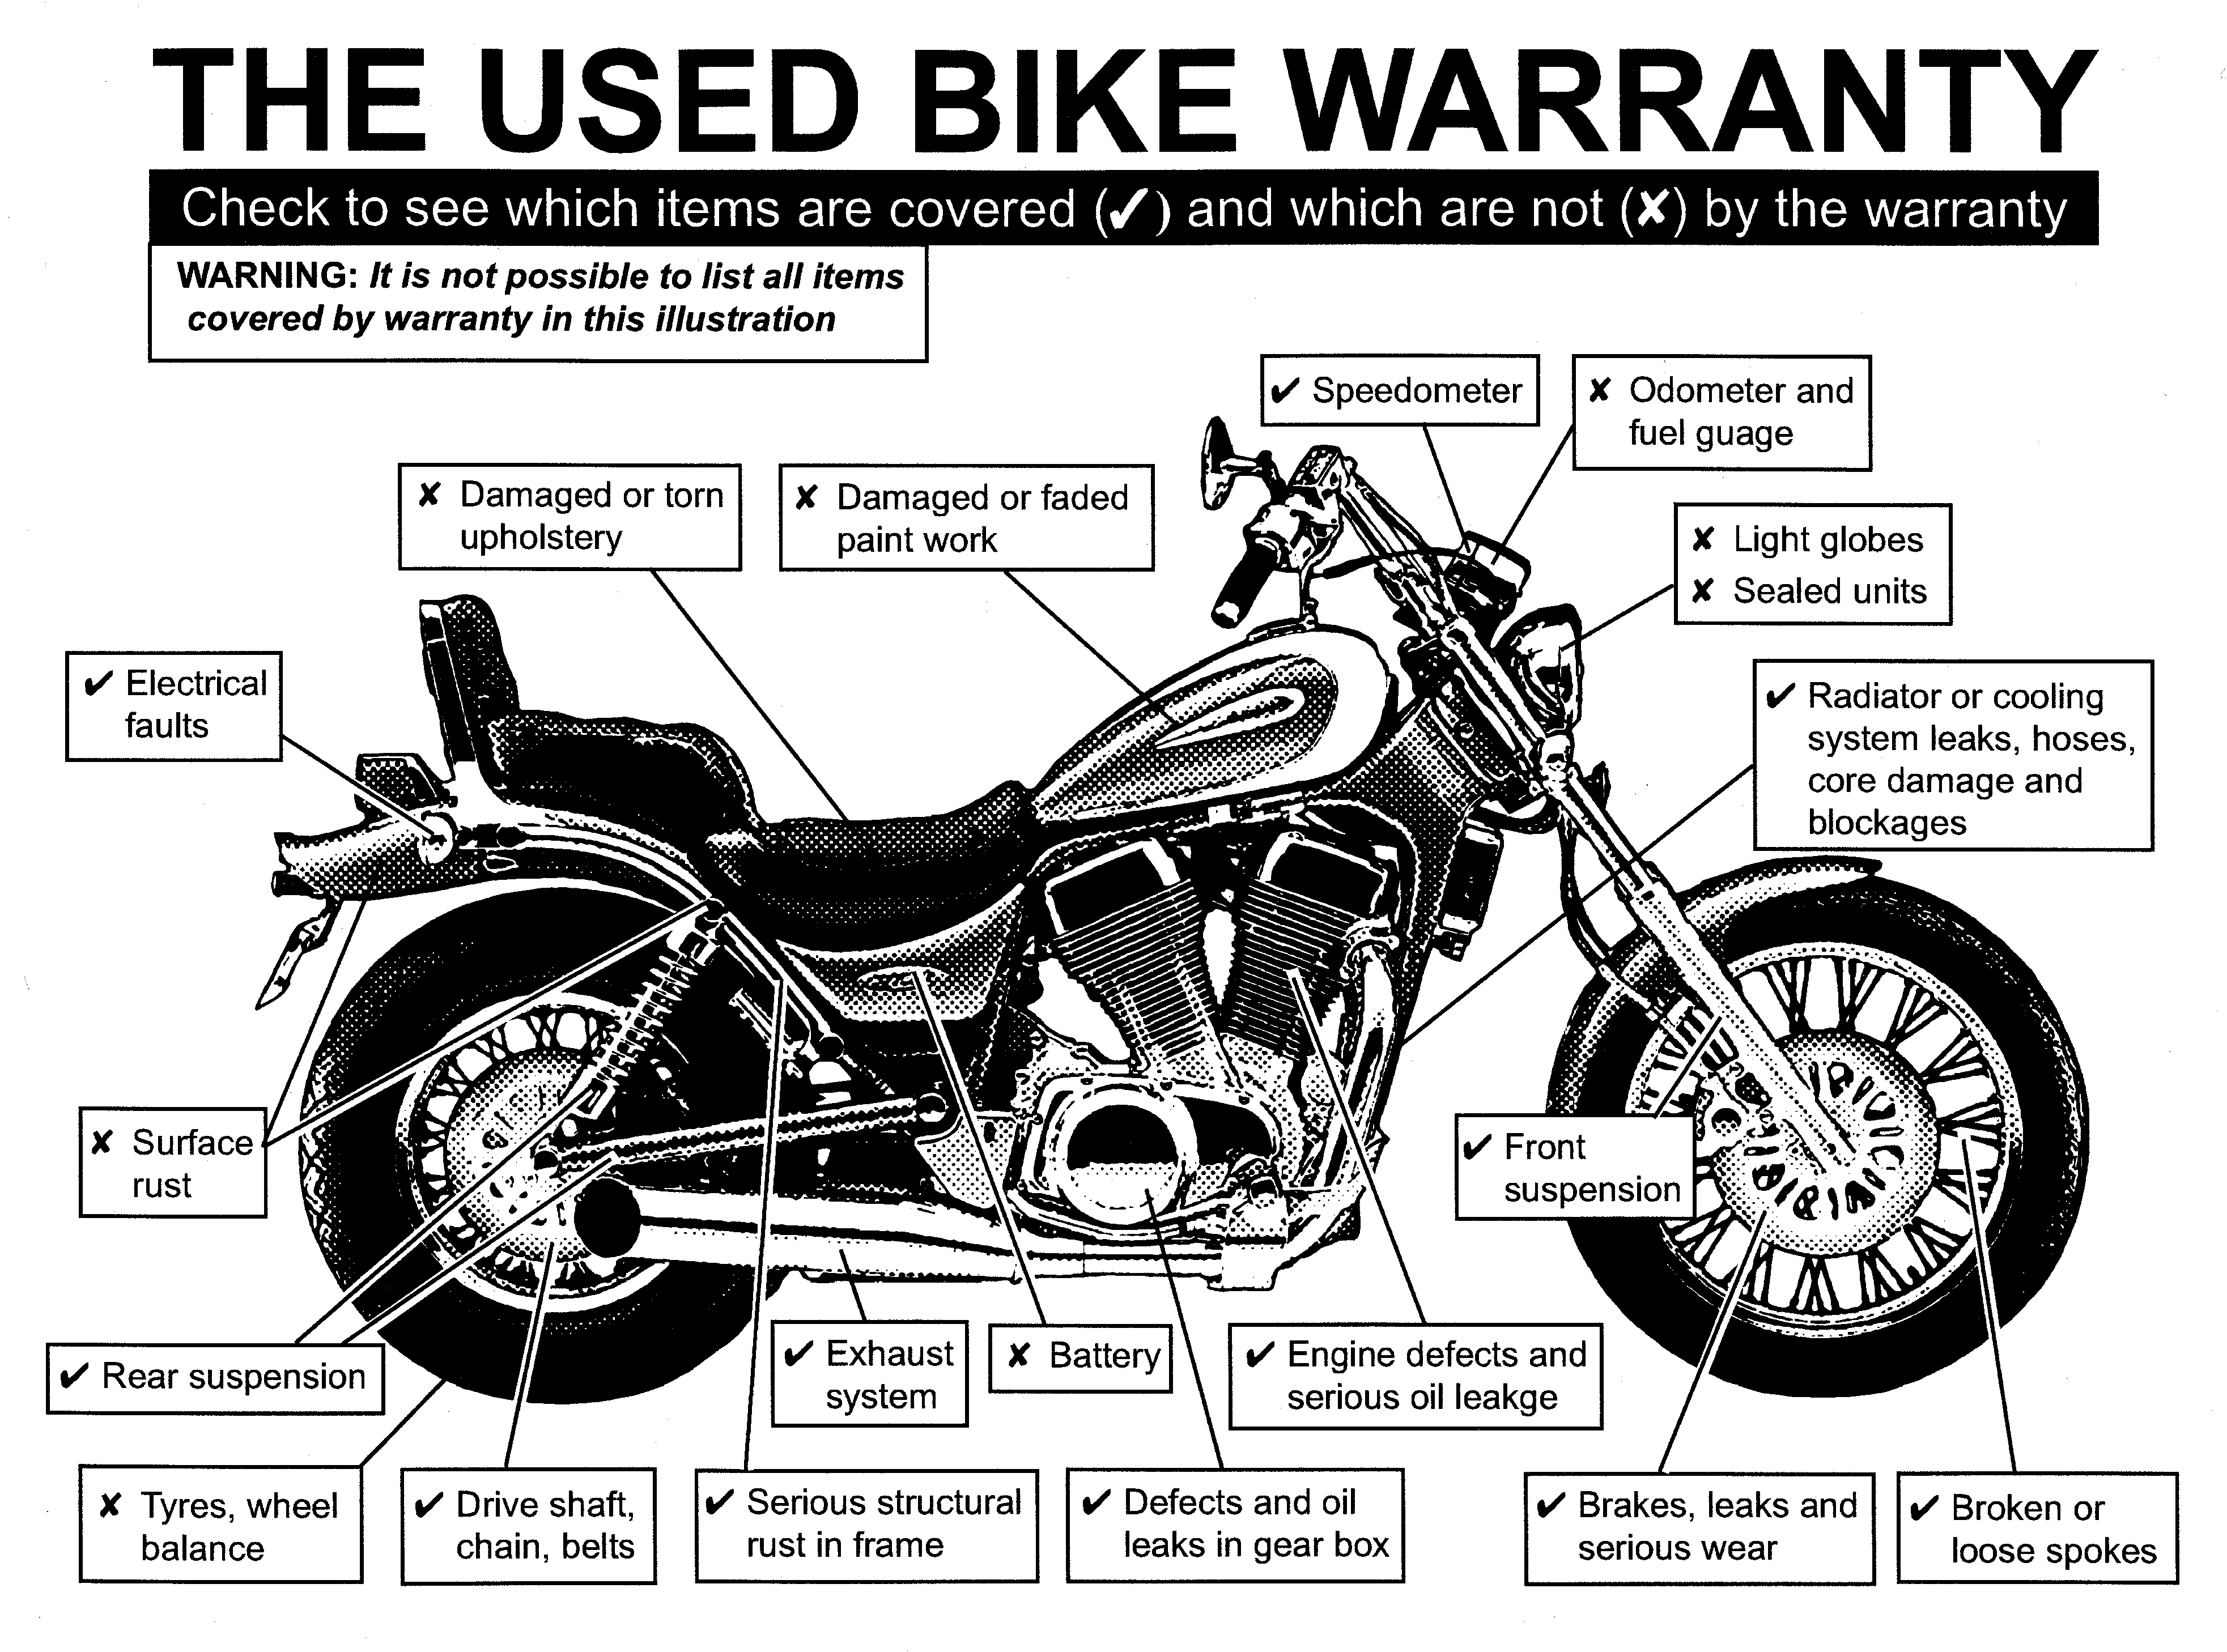 THE USED BIKE WARRANTY
Check to see which items are covered (✔) and which are not (✘) by the warranty
WARNING: It is not possible to list all items
covered by warranty in this illustration
✔ Speedometer
✘ Odometer and
fuel guage
✘ Damaged or torn
upholstery
✘ Damaged or faded
paint work
✘ Light globes
✘ Sealed units
✔ Electrical
faults
✔ Radiator or cooling
system leaks, hoses,
core damage and
blockages
✘ Surface
rust
✔ Front
suspension
✔ Rear suspension
✔ Exhaust
system
✘ Battery
✔ Engine defects and
serious oil leakge
✘ Tyres, wheel
balance
✔ Drive shaft,
chain, belts
✔ Serious structural
rust in frame
✔ Defects and oil
leaks in gear box
✔ Brakes, leaks and
serious wear
✔ Broken or
loose spokes